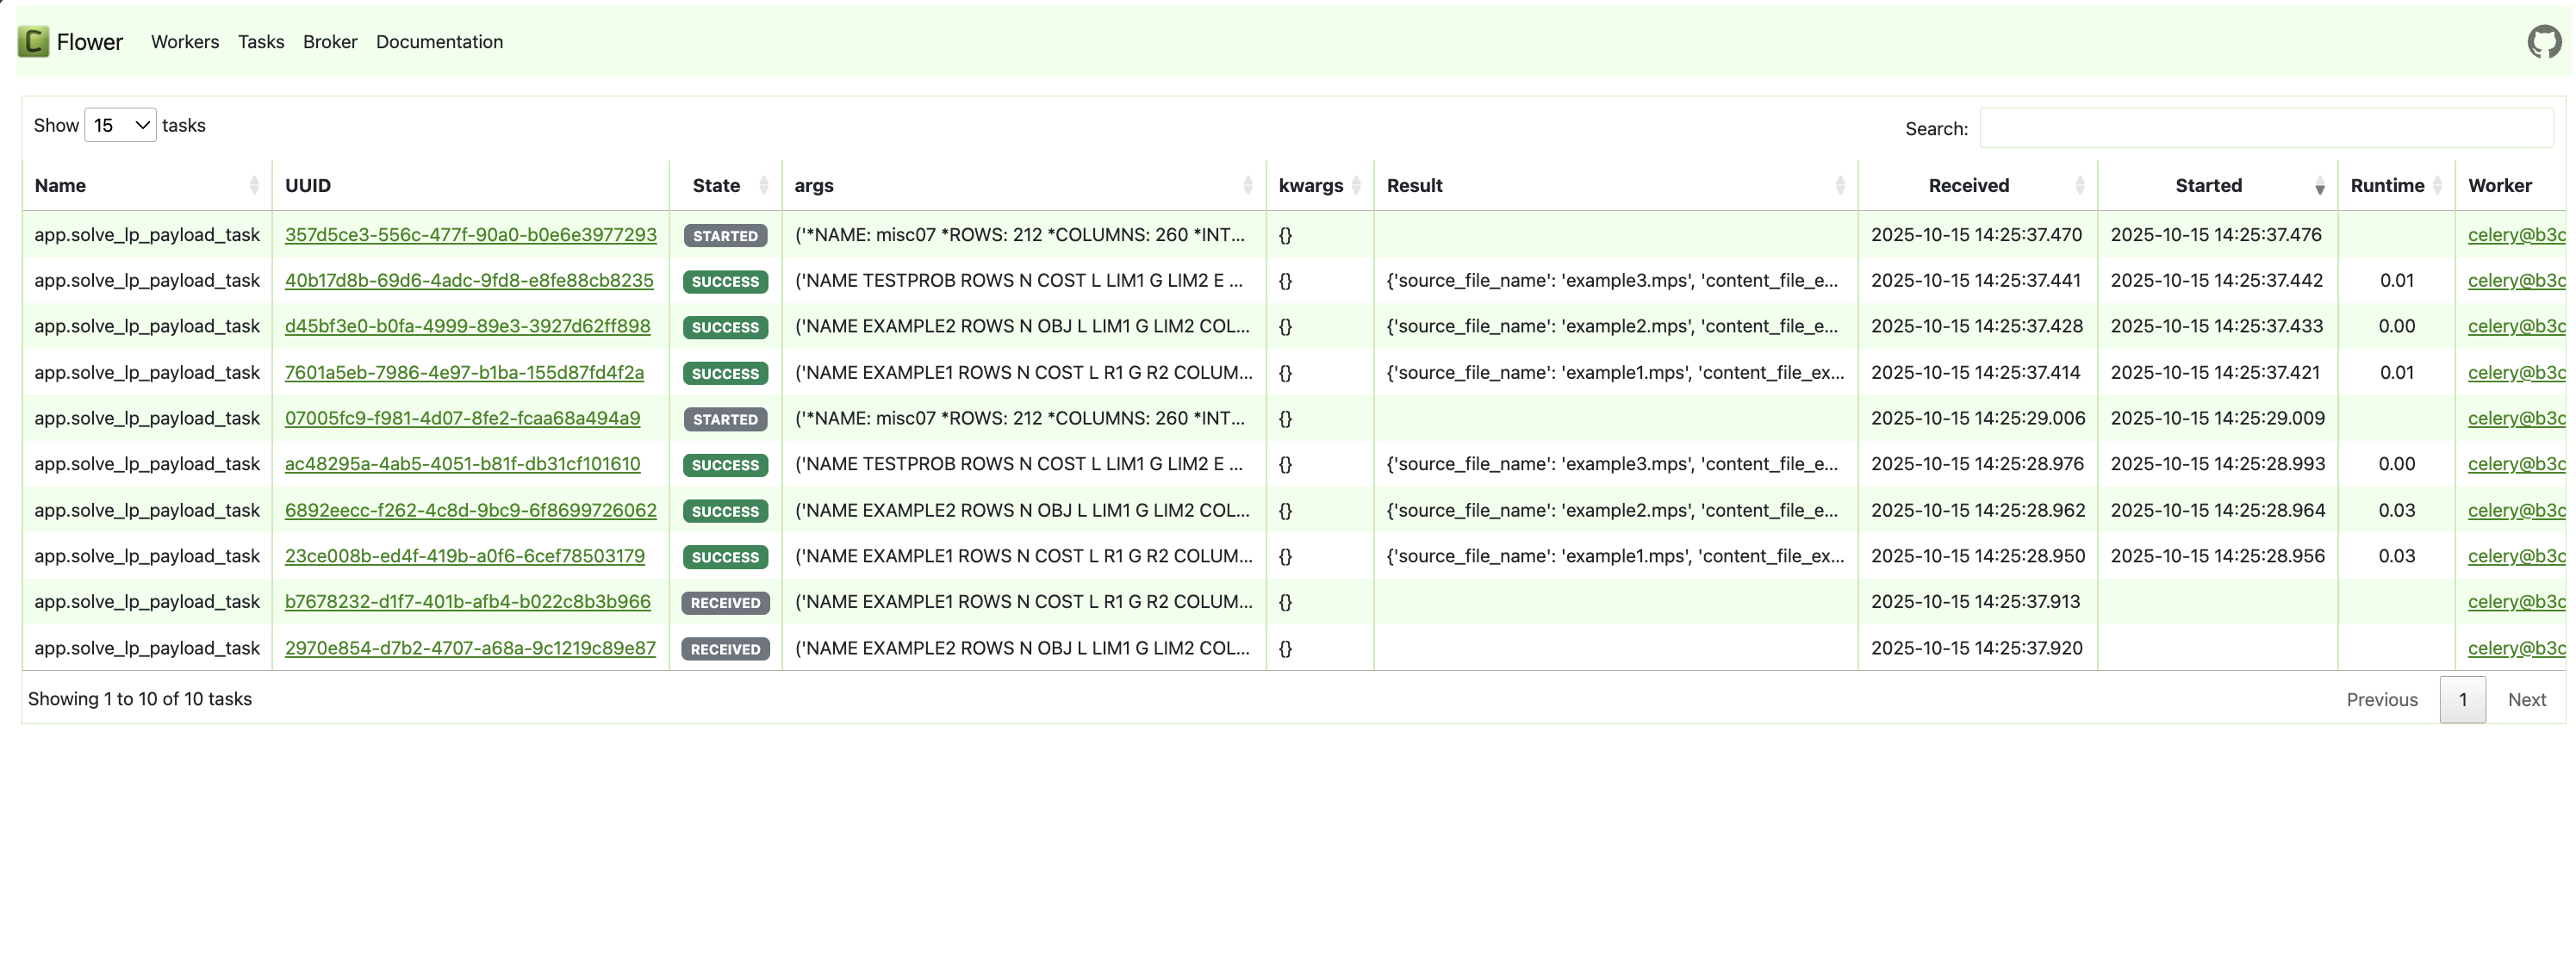 C Flower Workers Tasks Broker Documentation
Show 15 tasks Search:
Name UUID State args kwargs Result Received Started Runtime Worker
app.solve_lp_payload_task 357d5ce3-556c-477f-90a0-b0e6e3977293 STARTED ('*NAME: misc07 *ROWS: 212 *COLUMNS: 260 *INT... {} 2025-10-15 14:25:37.470 2025-10-15 14:25:37.476 celery@b3c
app.solve_lp_payload_task 40b17d8b-69d6-4adc-9fd8-e8fe88cb8235 SUCCESS ('NAME TESTPROB ROWS N COST L LIM1 G LIM2 E ... {} {'source_file_name': 'example3.mps', 'content_file_e... 2025-10-15 14:25:37.441 2025-10-15 14:25:37.442 0.01 celery@b3c
app.solve_lp_payload_task d45bf3e0-b0fa-4999-89e3-3927d62ff898 SUCCESS ('NAME EXAMPLE2 ROWS N OBJ L LIM1 G LIM2 COL... {} {'source_file_name': 'example2.mps', 'content_file_e... 2025-10-15 14:25:37.428 2025-10-15 14:25:37.433 0.00 celery@b3c
app.solve_lp_payload_task 7601a5eb-7986-4e97-b1ba-155d87fd4f2a SUCCESS ('NAME EXAMPLE1 ROWS N COST L R1 G R2 COLUM... {} {'source_file_name': 'example1.mps', 'content_file_ex... 2025-10-15 14:25:37.414 2025-10-15 14:25:37.421 0.01 celery@b3c
app.solve_lp_payload_task 07005fc9-f981-4d07-8fe2-fcaa68a494a9 STARTED ('*NAME: misc07 *ROWS: 212 *COLUMNS: 260 *INT... {} 2025-10-15 14:25:29.006 2025-10-15 14:25:29.009 celery@b3c
app.solve_lp_payload_task ac48295a-4ab5-4051-b81f-db31cf101610 SUCCESS ('NAME TESTPROB ROWS N COST L LIM1 G LIM2 E ... {} {'source_file_name': 'example3.mps', 'content_file_e... 2025-10-15 14:25:28.976 2025-10-15 14:25:28.993 0.00 celery@b3c
app.solve_lp_payload_task 6892eecc-f262-4c8d-9bc9-6f8699726062 SUCCESS ('NAME EXAMPLE2 ROWS N OBJ L LIM1 G LIM2 COL... {} {'source_file_name': 'example2.mps', 'content_file_e... 2025-10-15 14:25:28.962 2025-10-15 14:25:28.964 0.03 celery@b3c
app.solve_lp_payload_task 23ce008b-ed4f-419b-a0f6-6cef78503179 SUCCESS ('NAME EXAMPLE1 ROWS N COST L R1 G R2 COLUM... {} {'source_file_name': 'example1.mps', 'content_file_ex... 2025-10-15 14:25:28.950 2025-10-15 14:25:28.956 0.03 celery@b3c
app.solve_lp_payload_task b7678232-d1f7-401b-afb4-b022c8b3b966 RECEIVED ('NAME EXAMPLE1 ROWS N COST L R1 G R2 COLUM... {} 2025-10-15 14:25:37.913 celery@b3c
app.solve_lp_payload_task 2970e854-d7b2-4707-a68a-9c1219c89e87 RECEIVED ('NAME EXAMPLE2 ROWS N OBJ L LIM1 G LIM2 COL... {} 2025-10-15 14:25:37.920 celery@b3c
Showing 1 to 10 of 10 tasks Previous 1 Next